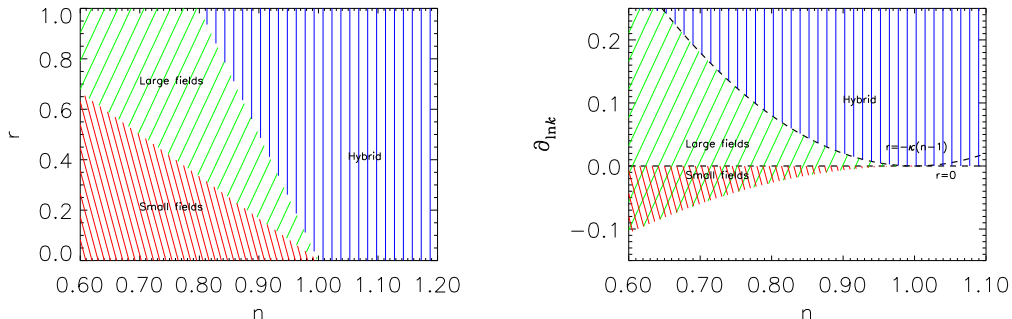 1.0
0.8
0.6
0.4
0.2
0.0
r
Large fields
Small fields
Hybrid
0.60 0.70 0.80 0.90 1.00 1.10 1.20
n
0.2
0.1
0.0
−0.1
∂lnk
Hybrid
Large fields
r=−κ(n−1)
Small fields
r=0
0.60 0.70 0.80 0.90 1.00 1.10
n